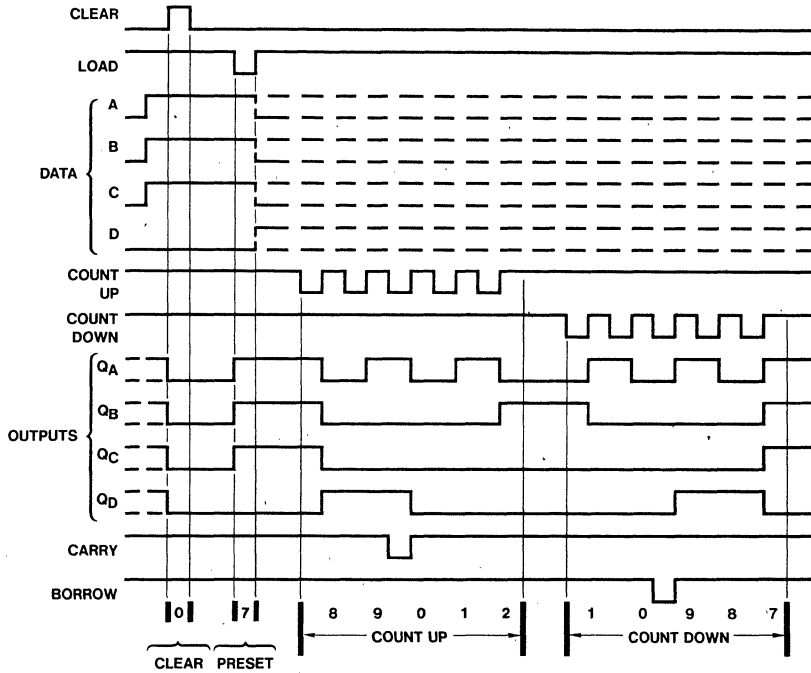 CLEAR
LOAD
A
B
DATA
C
D
COUNT
UP
COUNT
DOWN
QA
QB
OUTPUTS
QC
QD
CARRY
BORROW
0 7 8 9 0 1 2 1 0 9 8 7
COUNT UP COUNT DOWN
CLEAR PRESET